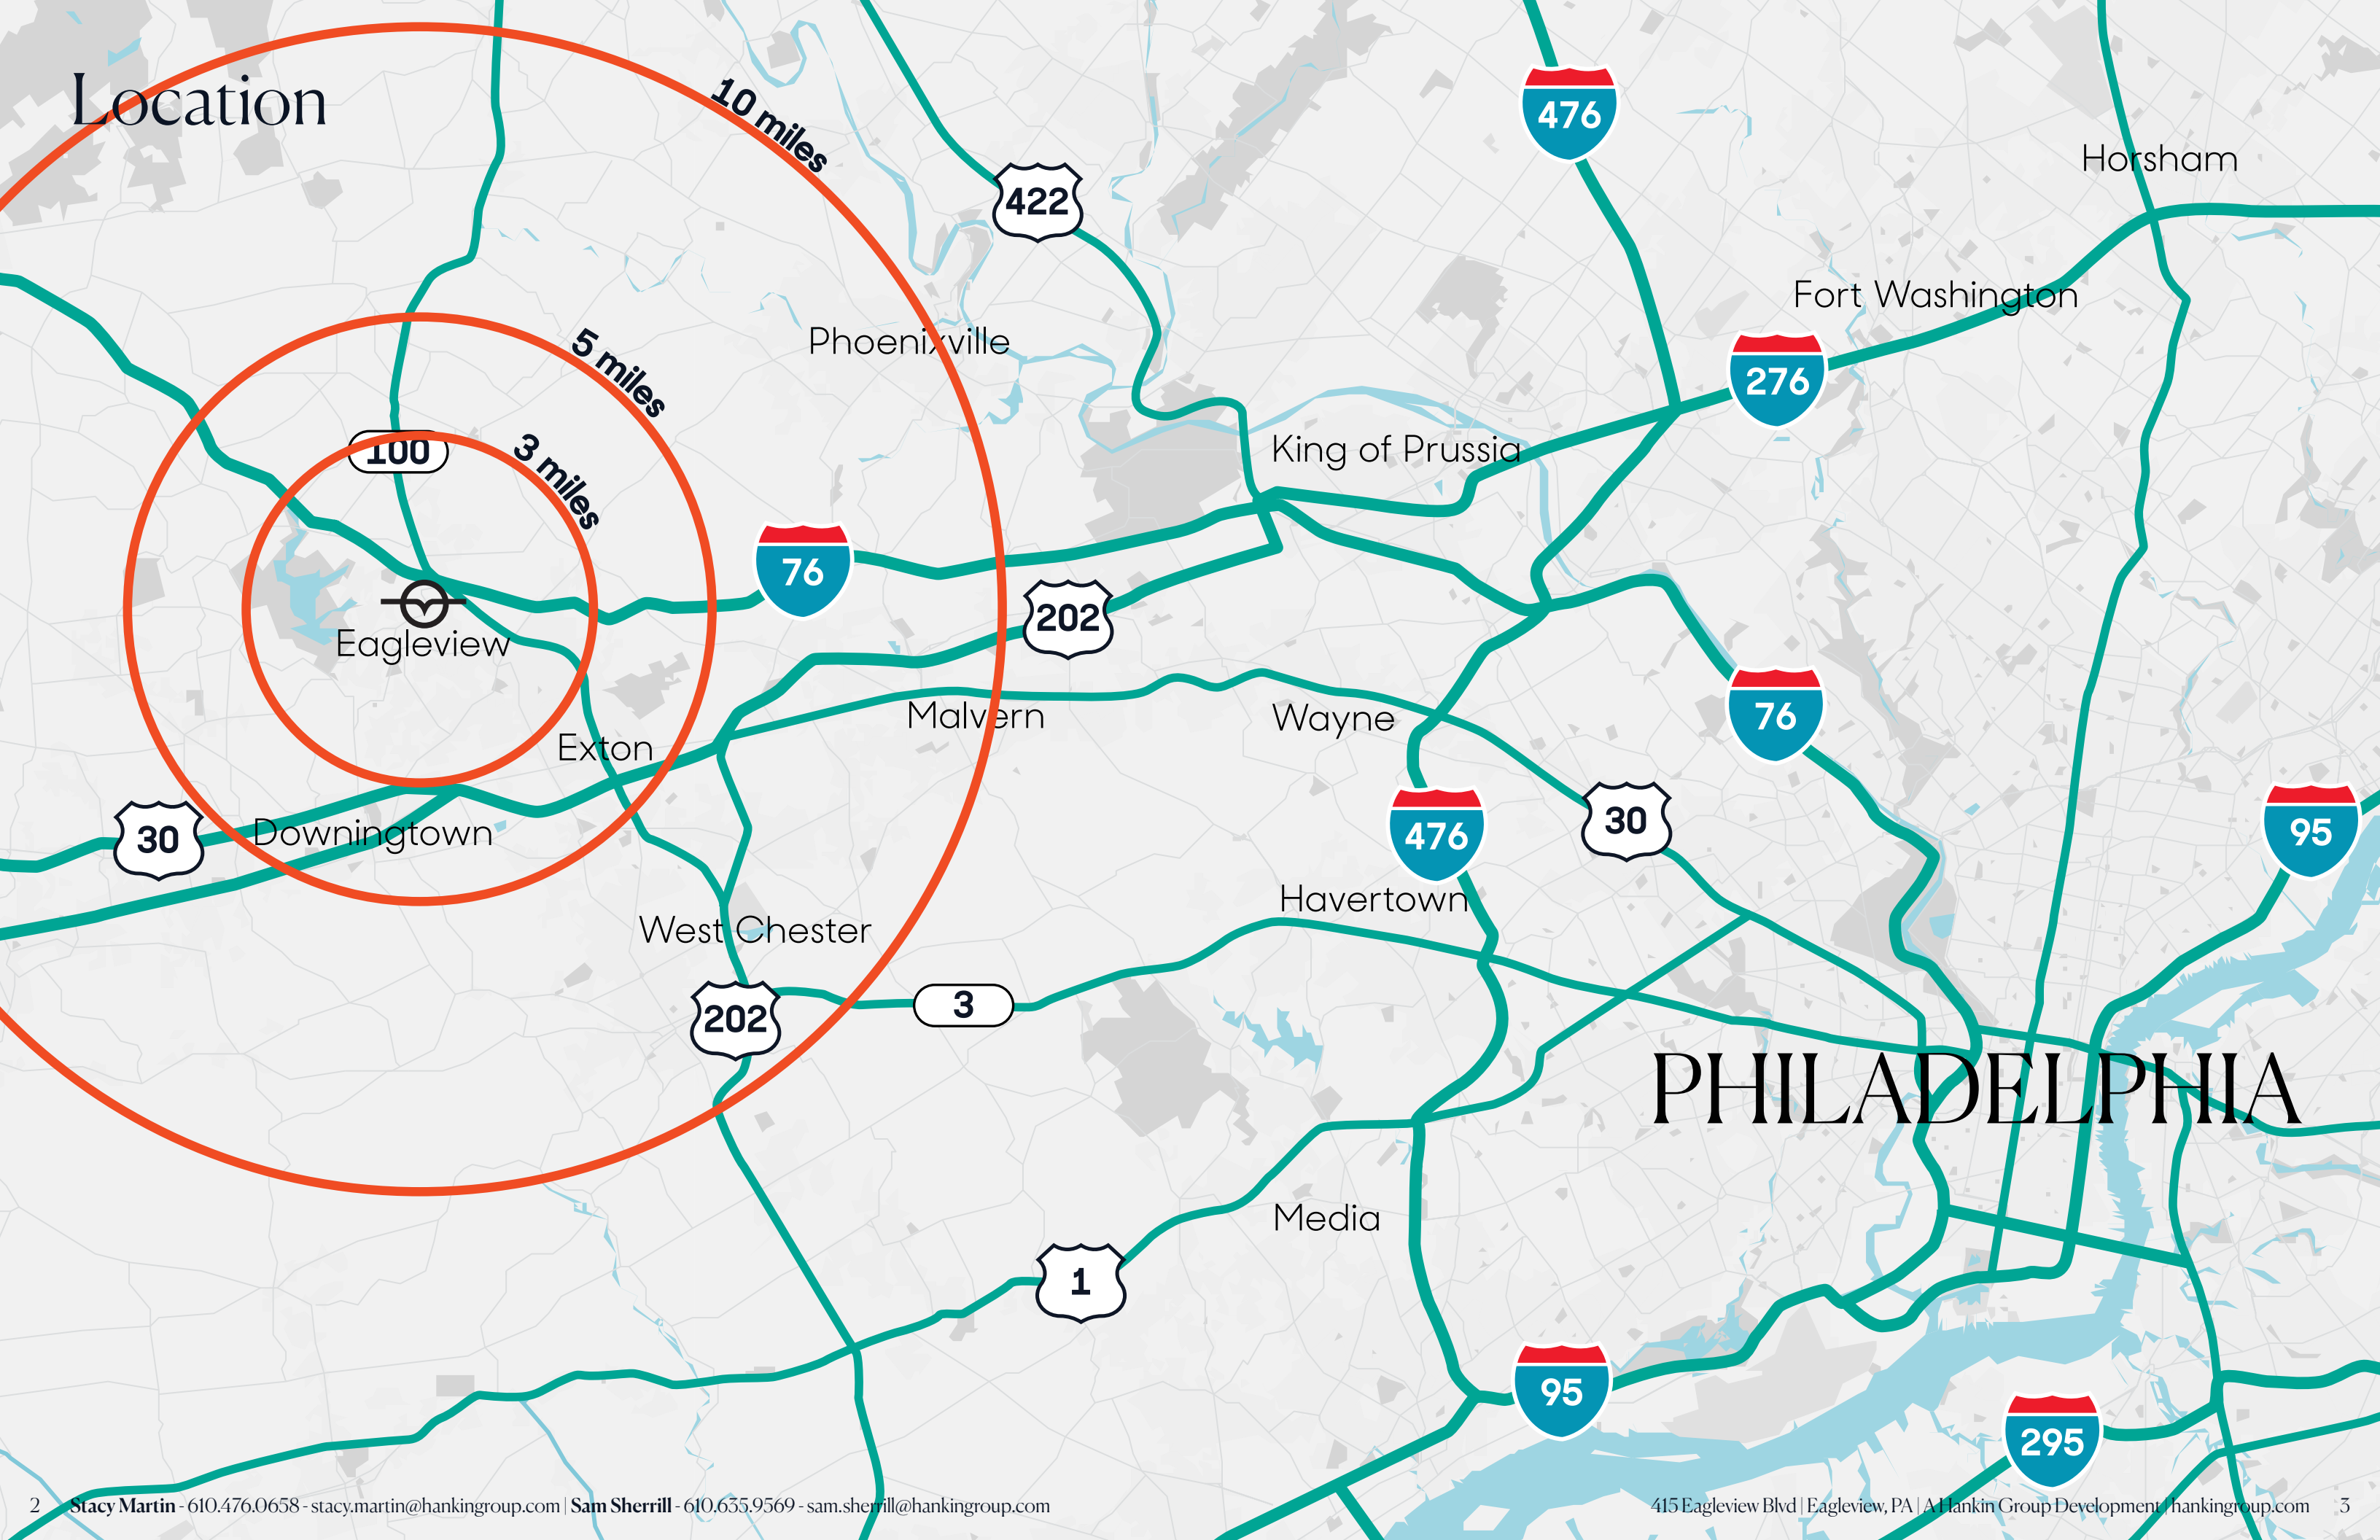 Location
10 miles
476
422
Horsham
Fort Washington
5 miles
Phoenixville
276
100
3 miles
King of Prussia
76
202
Eagleview
76
Malvern
Wayne
Exton
30
Downingtown
476
30
95
Havertown
West Chester
202
3
PHILADELPHIA
Media
1
95
295
2 Stacy Martin - 610.476.0658 - stacy.martin@hankingroup.com | Sam Sherrill - 610.635.9569 - sam.sherrill@hankingroup.com
415 Eagleview Blvd | Eagleview, PA | A Hankin Group Development | hankingroup.com 3